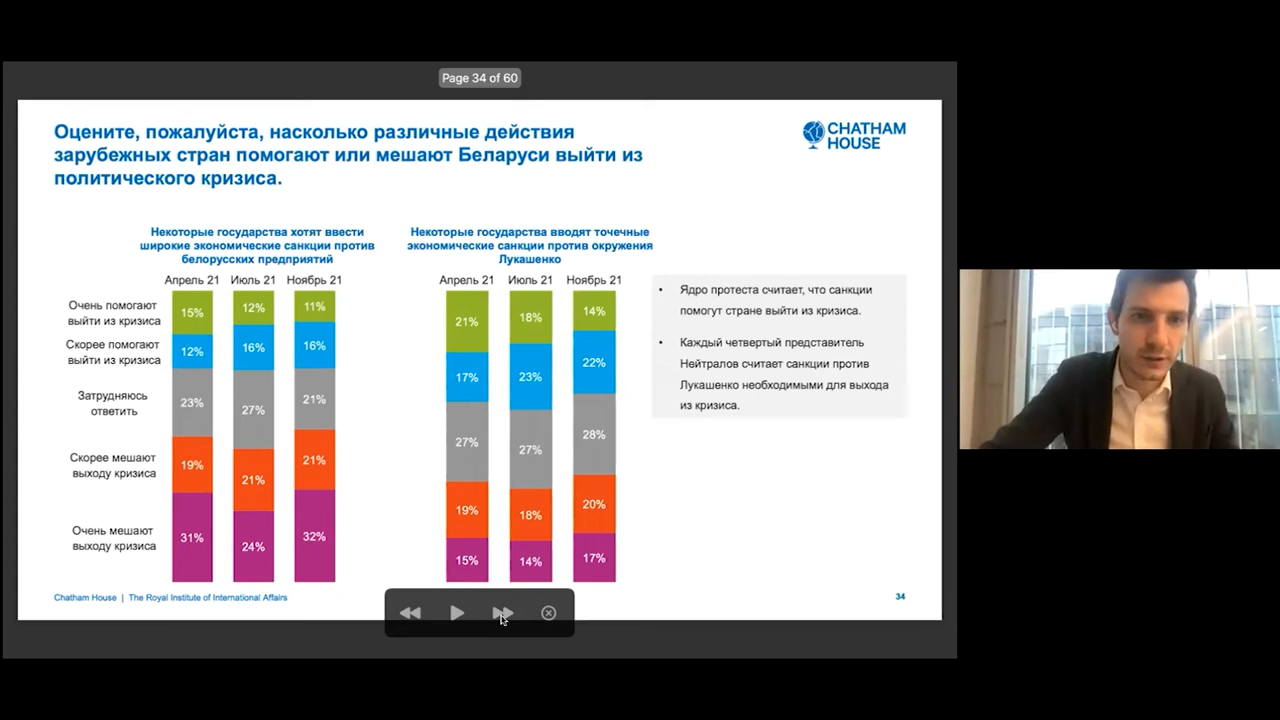 Page 34 of 60
Оцените, пожалуйста, насколько различные действия
зарубежных стран помогают или мешают Беларуси выйти из
политического кризиса.
CHATHAM
HOUSE
Некоторые государства хотят ввести
широкие экономические санкции против
белорусских предприятий
Апрель 21 Июль 21 Ноябрь 21
Очень помогают
выйти из кризиса
15% 12% 11%
Скорее помогают
выйти из кризиса
12% 16% 16%
Затрудняюсь
ответить
23% 27% 21%
Скорее мешают
выходу кризиса
19% 21% 21%
Очень мешают
выходу кризиса
31% 24% 32%
Некоторые государства вводят точечные
экономические санкции против окружения
Лукашенко
Апрель 21 Июль 21 Ноябрь 21
21% 18% 14%
17% 23% 22%
27% 27% 28%
19% 18% 20%
15% 14% 17%
• Ядро протеста считает, что санкции
помогут стране выйти из кризиса.
• Каждый четвертый представитель
Нейтралов считает санкции против
Лукашенко необходимыми для выхода
из кризиса.
Chatham House | The Royal Institute of International Affairs
34